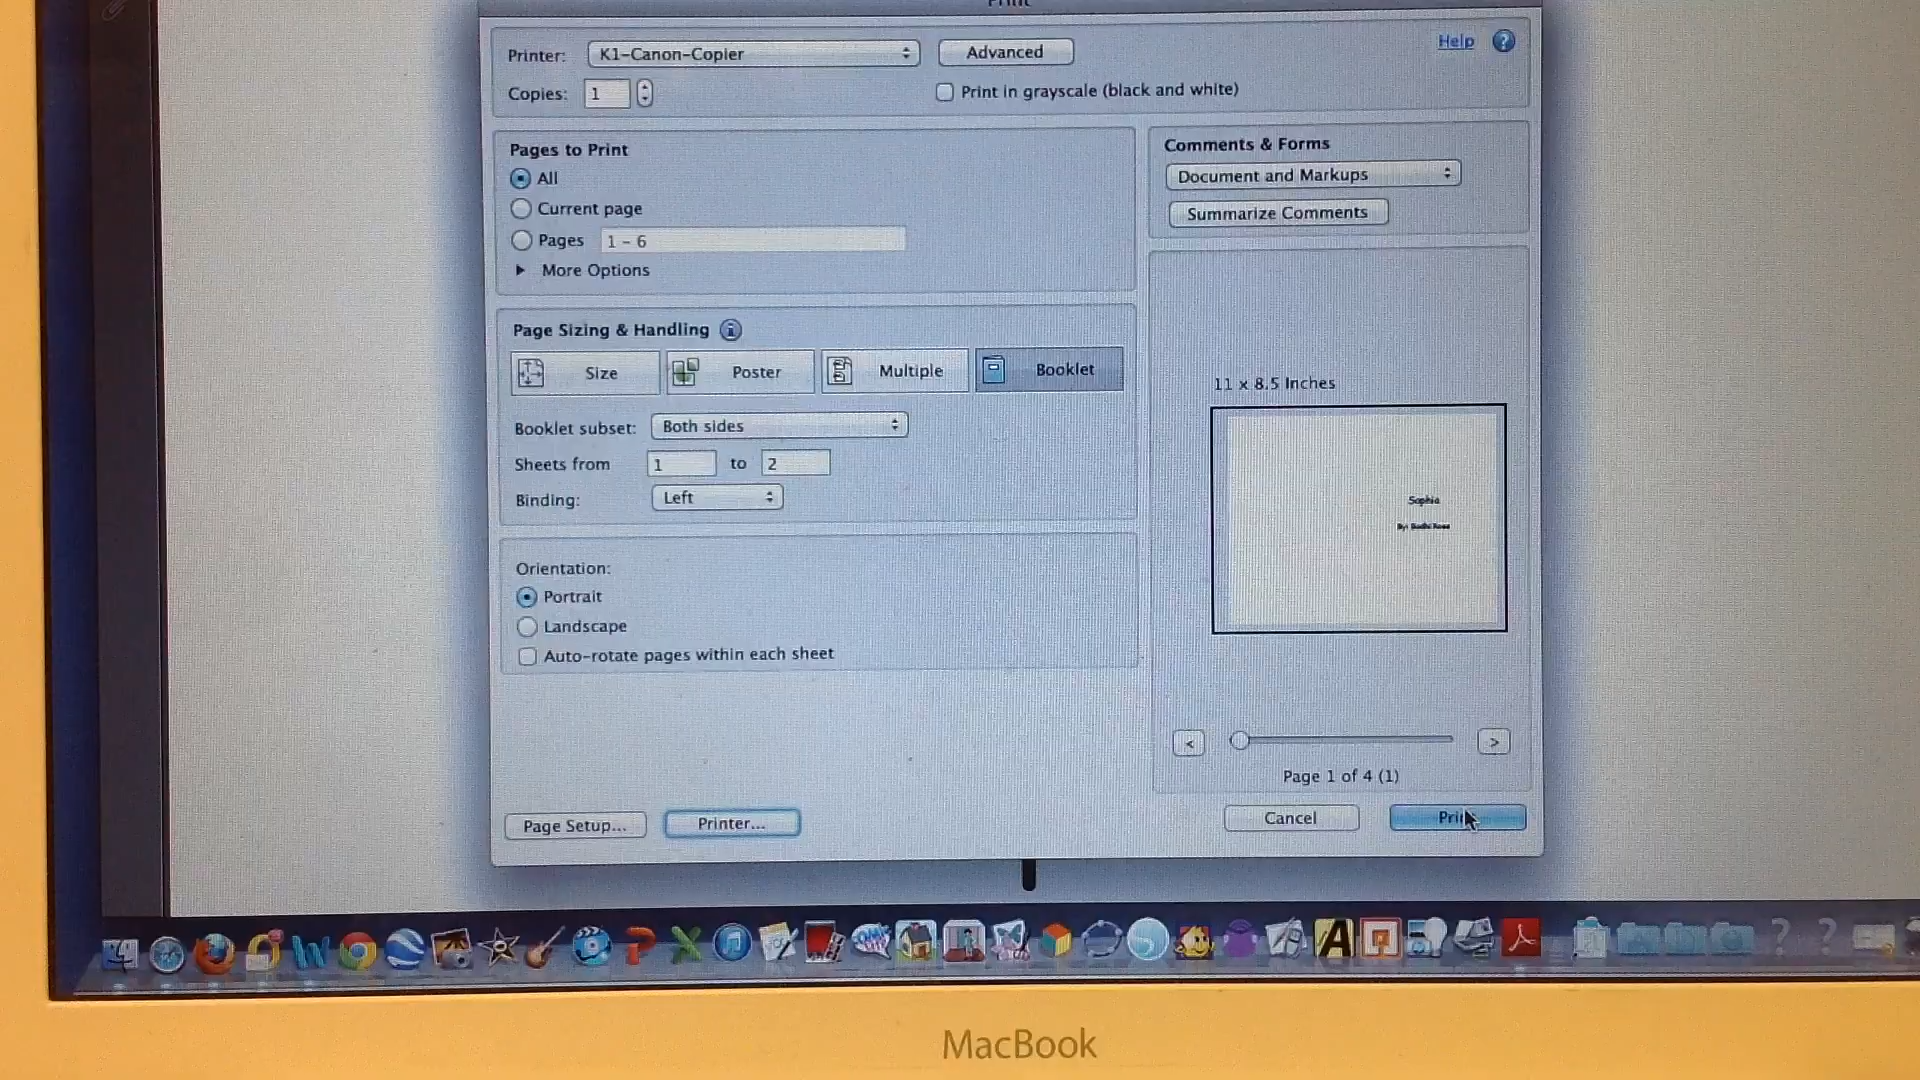 Print
Printer: K1-Canon-Copier Advanced Help ?
Copies: 1 Print in grayscale (black and white)
Pages to Print
All
Current page
Pages 1 - 6
More Options
Comments & Forms
Document and Markups
Summarize Comments
Page Sizing & Handling i
Size Poster Multiple Booklet
Booklet subset: Both sides
Sheets from 1 to 2
Binding: Left
Orientation:
Portrait
Landscape
Auto-rotate pages within each sheet
11 x 8.5 Inches
Sophia
By:
< >
Page 1 of 4 (1)
Page Setup... Printer... Cancel Print
MacBook